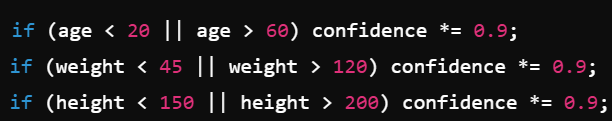 if (age < 20 || age > 60) confidence *= 0.9;
if (weight < 45 || weight > 120) confidence *= 0.9;
if (height < 150 || height > 200) confidence *= 0.9;